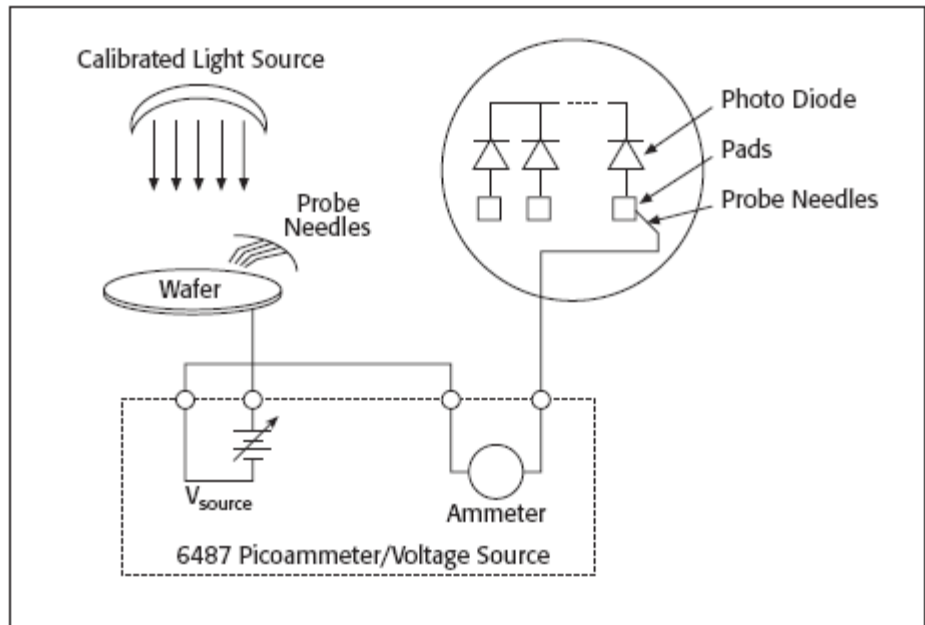 Calibrated Light Source
Photo Diode
Pads
Probe Needles
Probe
Needles
Wafer
Vsource
Ammeter
6487 Picoammeter/Voltage Source